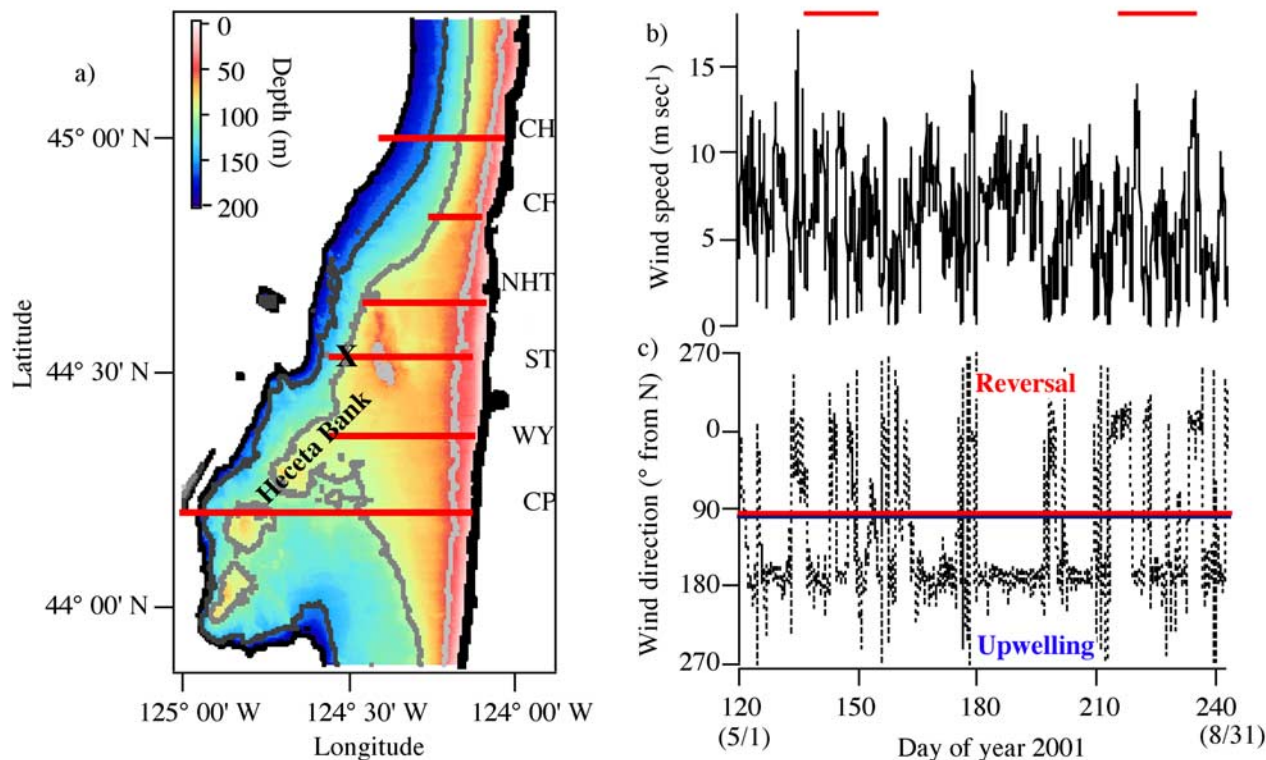 a)
0
50
100
150
200
Depth (m)
45° 00' N
44° 30' N
44° 00' N
Latitude
CH
CF
NHT
ST
WY
CP
X
Heceta Bank
125° 00' W
124° 30' W
124° 00' W
Longitude
b)
Wind speed (m sec¹)
15
10
5
0
c)
Wind direction (° from N)
270
0
90
180
270
Reversal
Upwelling
120
150
180
210
240
(5/1)
Day of year 2001
(8/31)